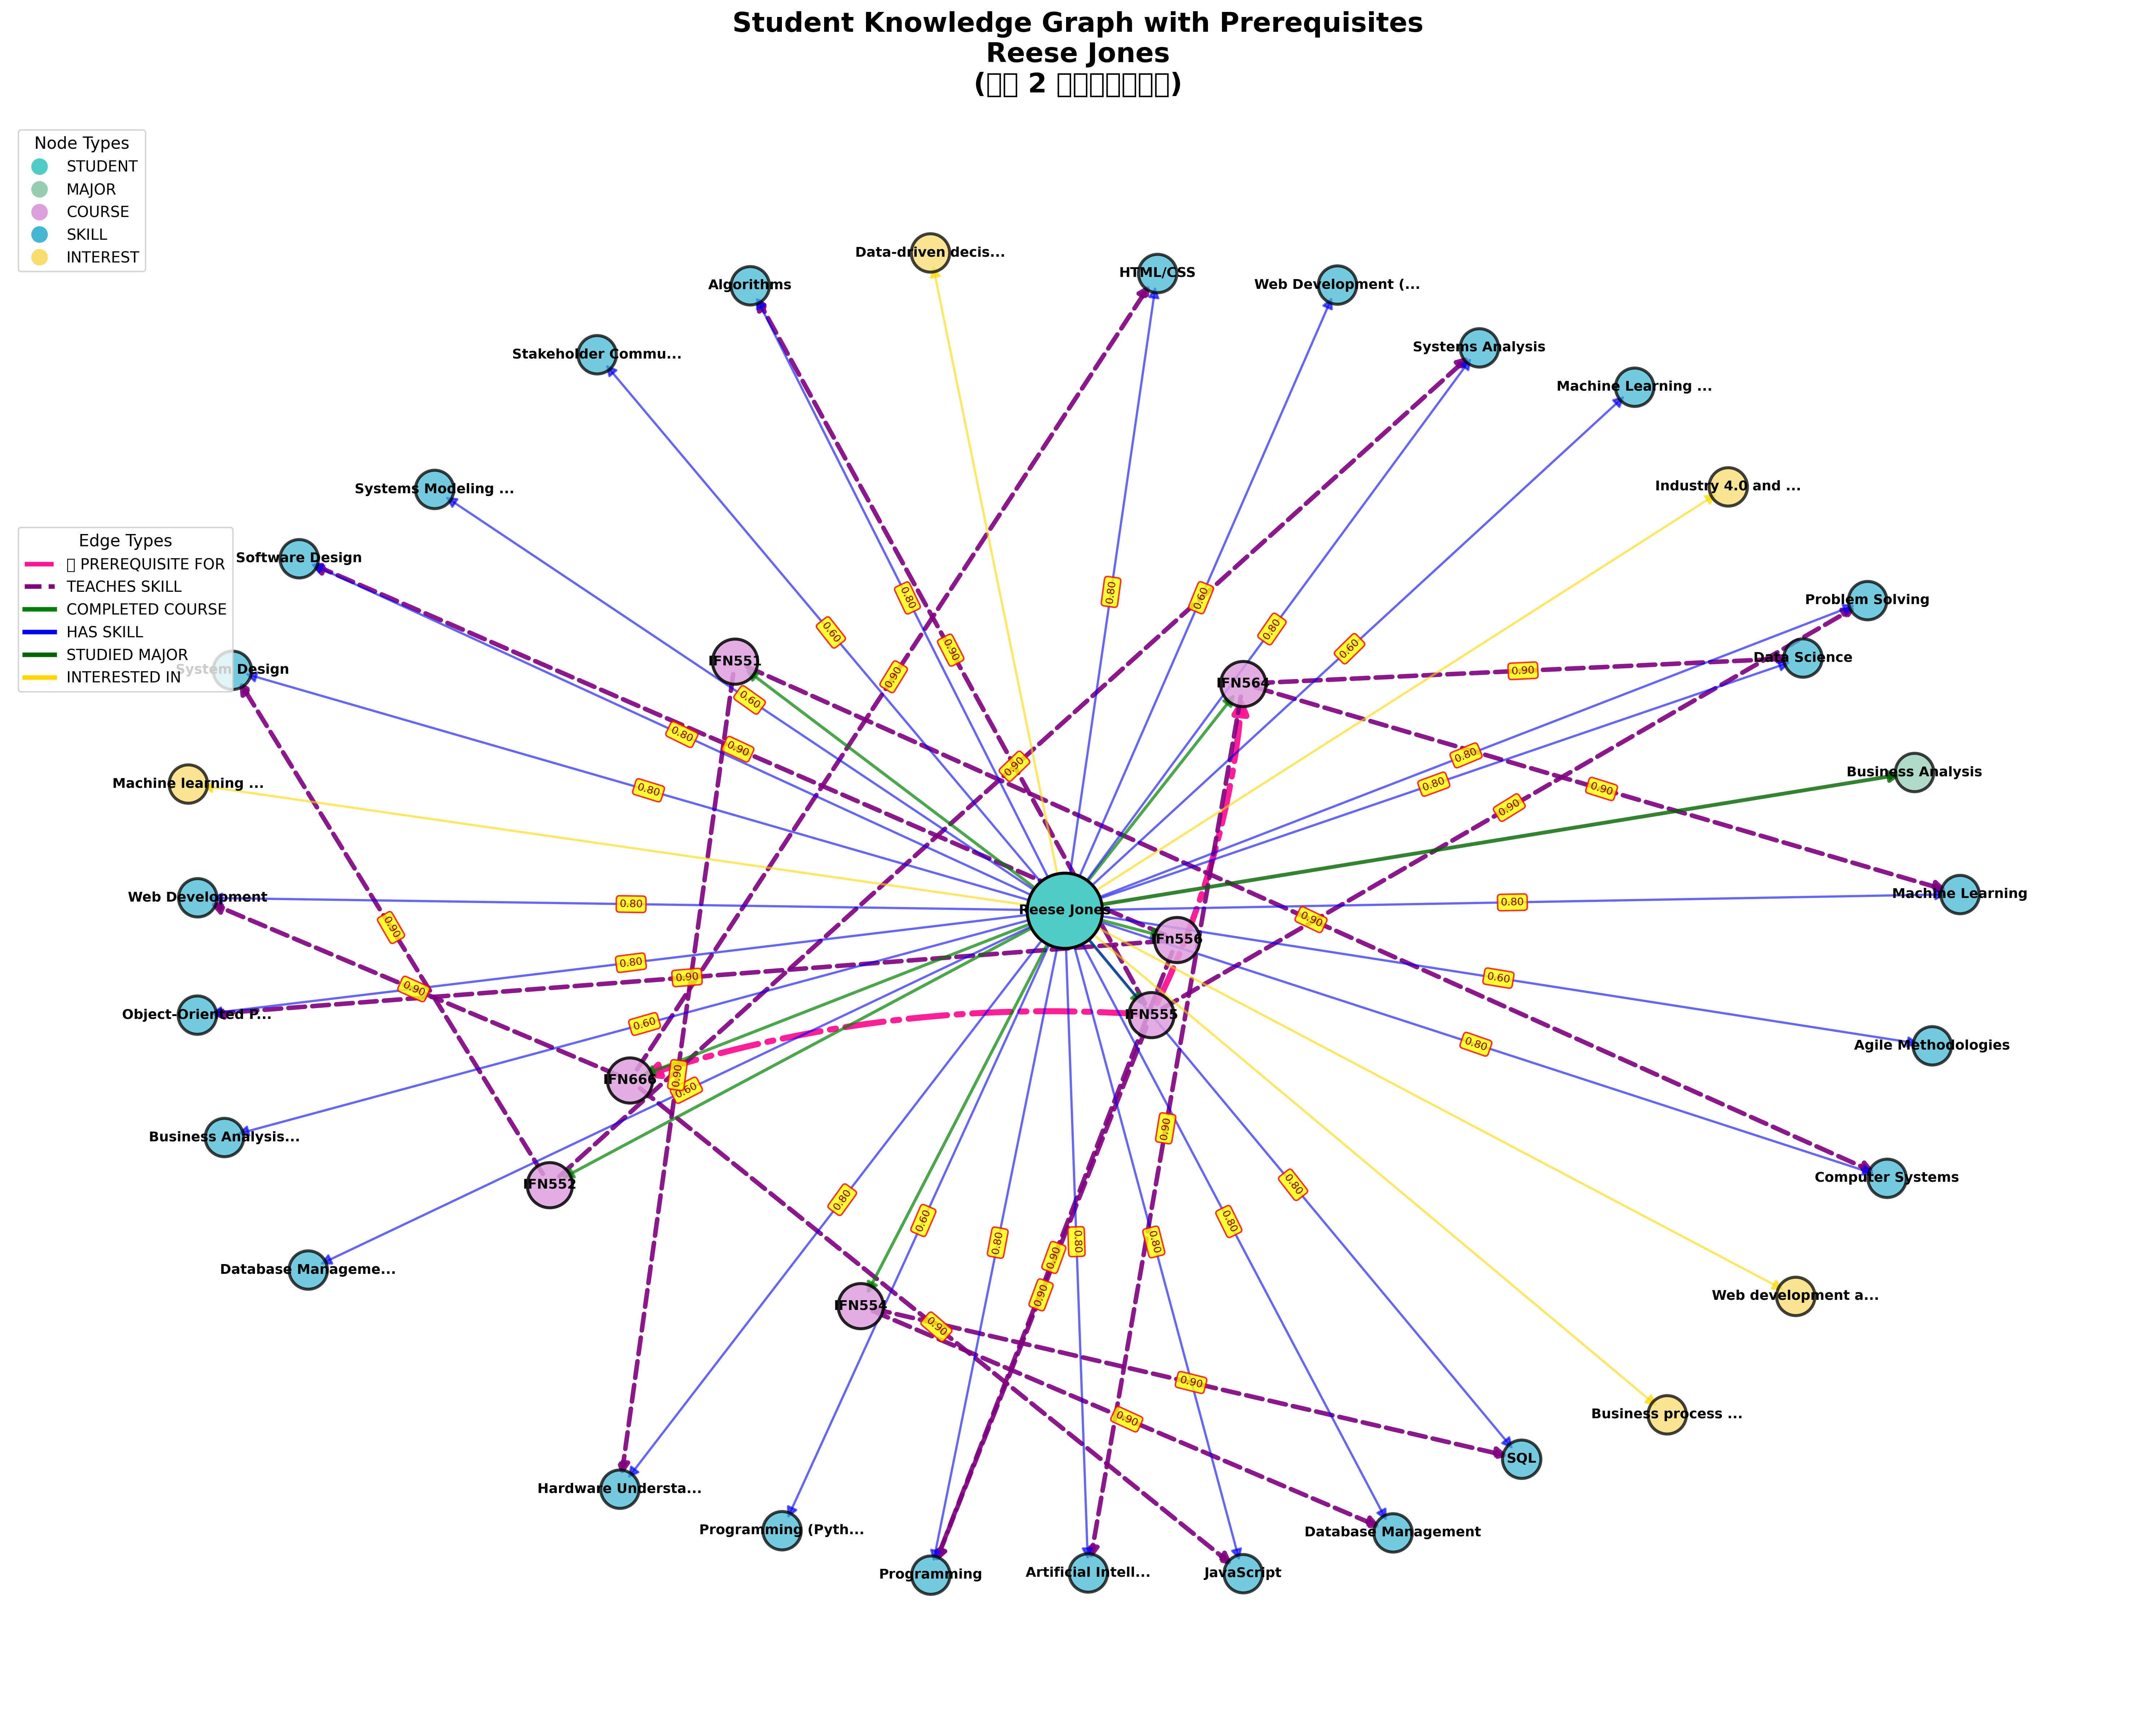 Student Knowledge Graph with Prerequisites
Reese Jones
Node Types
STUDENT
MAJOR
COURSE
SKILL
INTEREST
Data-driven decis...
HTML/CSS
Algorithms
Web Development (...
Stakeholder Commu...
Systems Analysis
Machine Learning ...
Systems Modeling ...
Industry 4.0 and ...
Edge Types
PREREQUISITE FOR
TEACHES SKILL
COMPLETED COURSE
HAS SKILL
STUDIED MAJOR
INTERESTED IN
Software Design
System Design
Problem Solving
Data Science
IFN551
IFN564
Business Analysis
Machine learning ...
Web Development
Machine Learning
Reese Jones
IFn556
Object-Oriented P...
IFN555
Agile Methodologies
IFN666
Business Analysis...
IFN552
Computer Systems
Database Manageme...
IFN554
Web development a...
Business process ...
SQL
Hardware Understa...
Programming (Pyth...
Database Management
Programming
Artificial Intell...
JavaScript
0.80
0.80
0.60
0.60
0.80
0.90
0.60
0.90
0.90
0.60
0.80
0.90
0.80
0.90
0.80
0.80
0.90
0.90
0.80
0.80
0.90
0.90
0.90
0.80
0.90
0.60
0.90
0.60
0.80
0.90
0.60
0.90
0.80
0.80
0.60
0.80
0.80
0.80
0.80
0.90
0.90
0.90
0.90
0.90